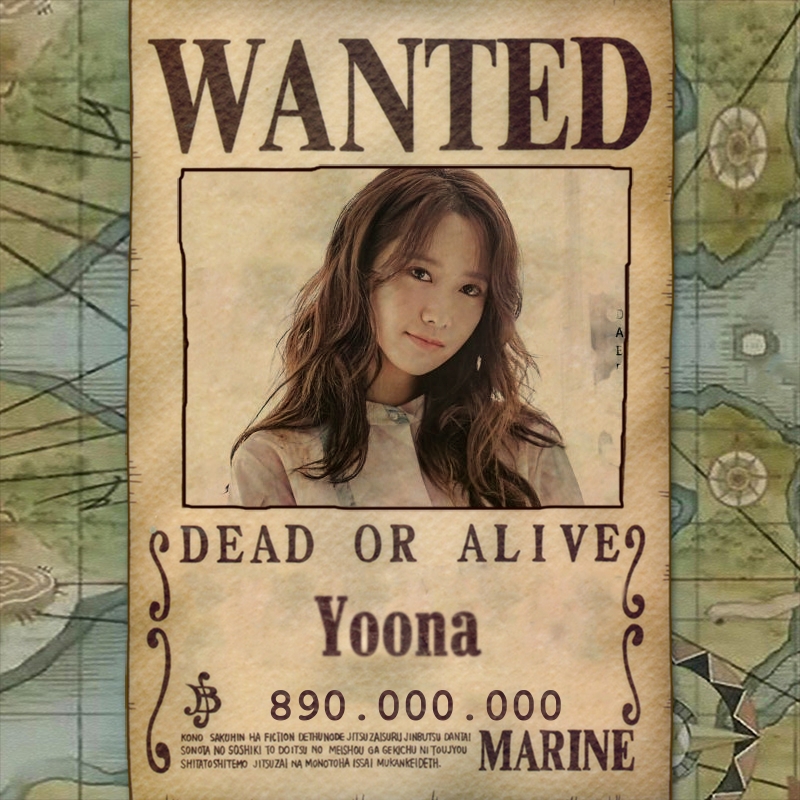 WANTED
DEAD OR ALIVE
Yoona
890.000.000
KONO SAKUHIN HA FICTION DETHUNODE JITSUZAISURU JINBUTSU DANTAI
SONOTA NO SOSHIKI TO DOITSU NO MEISHOU GA GEKICHU NI TOUJYOU
SHITATOSHITEMO JITSUZAI NA MONOTOHA ISSAI MUKANKEIDETH.
MARINE